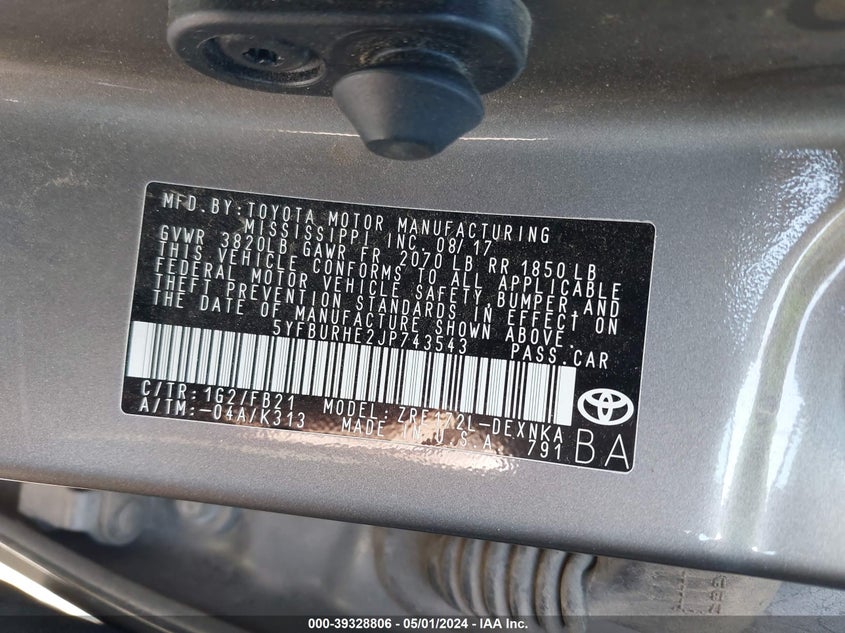 MFD. BY: TOYOTA MOTOR MANUFACTURING
MISSISSIPPI INC. 08/17
GVWR 3820LB GAWR FR 2070 LB RR 1850 LB
THIS VEHICLE CONFORMS TO ALL APPLICABLE
FEDERAL MOTOR VEHICLE SAFETY, BUMPER, AND
THEFT PREVENTION STANDARDS IN EFFECT ON
THE DATE OF MANUFACTURE SHOWN ABOVE.
5YFBURHE2JP743543 PASS. CAR
C/TR: 1G2/FB21 MODEL: ZRE172L-DEXNKA
A/TM: -04A/K313 MADE IN U.S.A. 791
BA
000-39328806 - 05/01/2024 - IAA Inc.